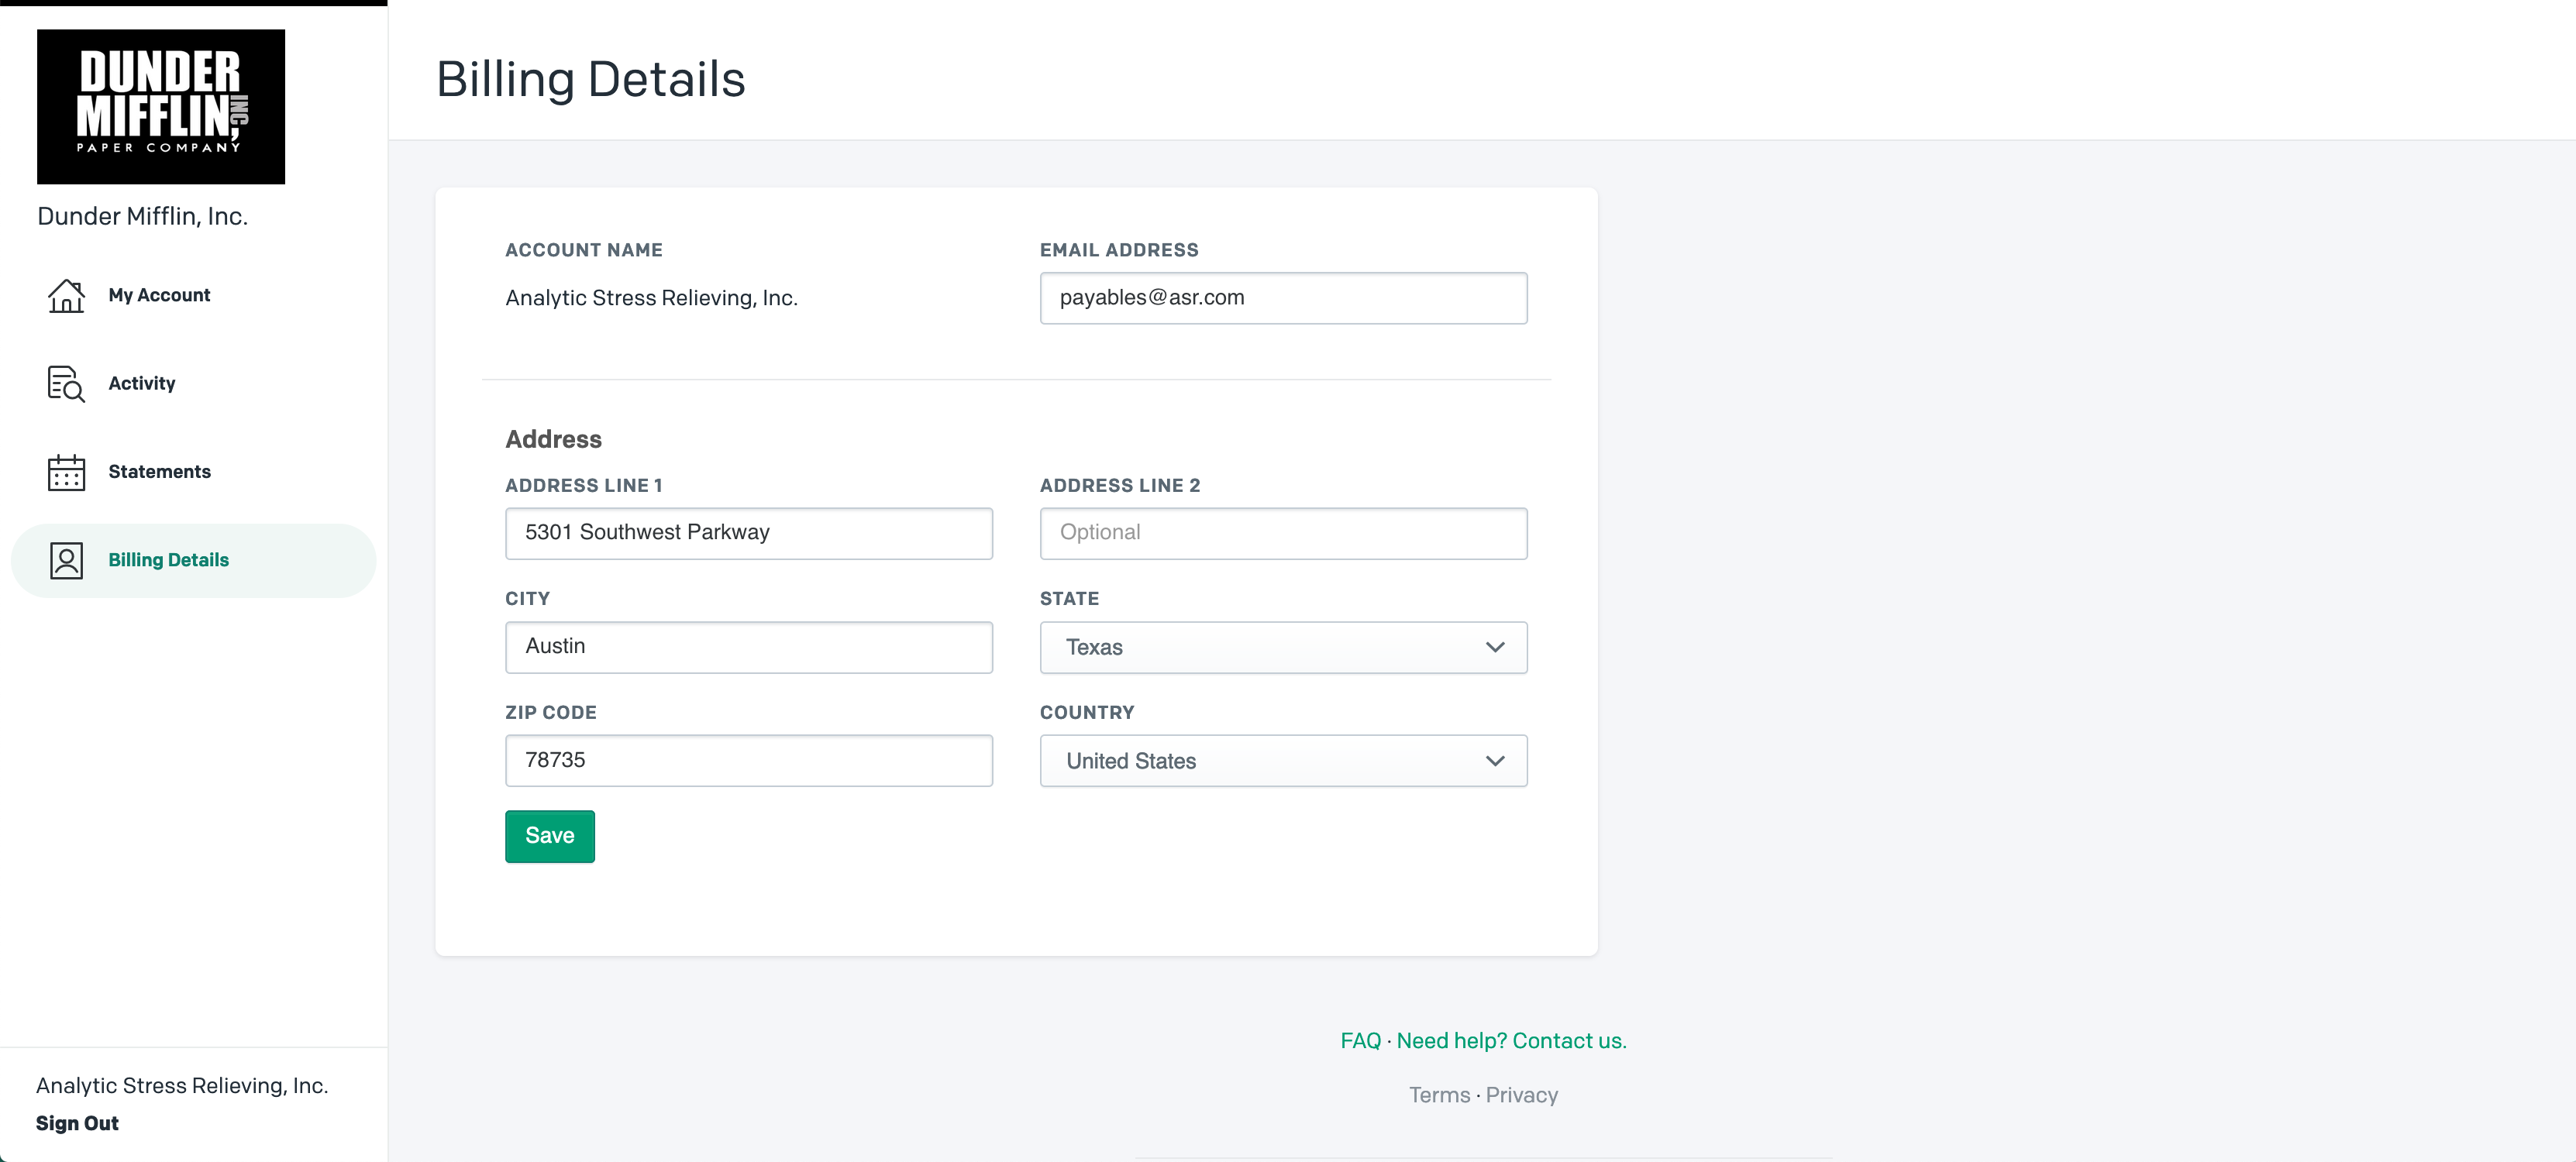 DUNDER
MIFFLIN, INC
PAPER COMPANY
Dunder Mifflin, Inc.
My Account
Activity
Statements
Billing Details
Analytic Stress Relieving, Inc.
Sign Out
Billing Details
ACCOUNT NAME
Analytic Stress Relieving, Inc.
EMAIL ADDRESS
payables@asr.com
Address
ADDRESS LINE 1
5301 Southwest Parkway
ADDRESS LINE 2
Optional
CITY
Austin
STATE
Texas
ZIP CODE
78735
COUNTRY
United States
Save
FAQ · Need help? Contact us.
Terms · Privacy